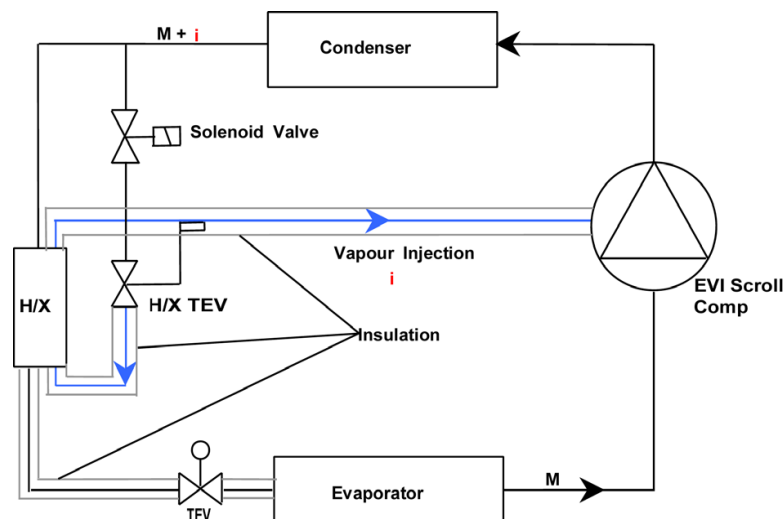 M + i
Condenser
Solenoid Valve
Vapour Injection
i
EVI Scroll
Comp
H/X
H/X TEV
Insulation
M
Evaporator
TEV